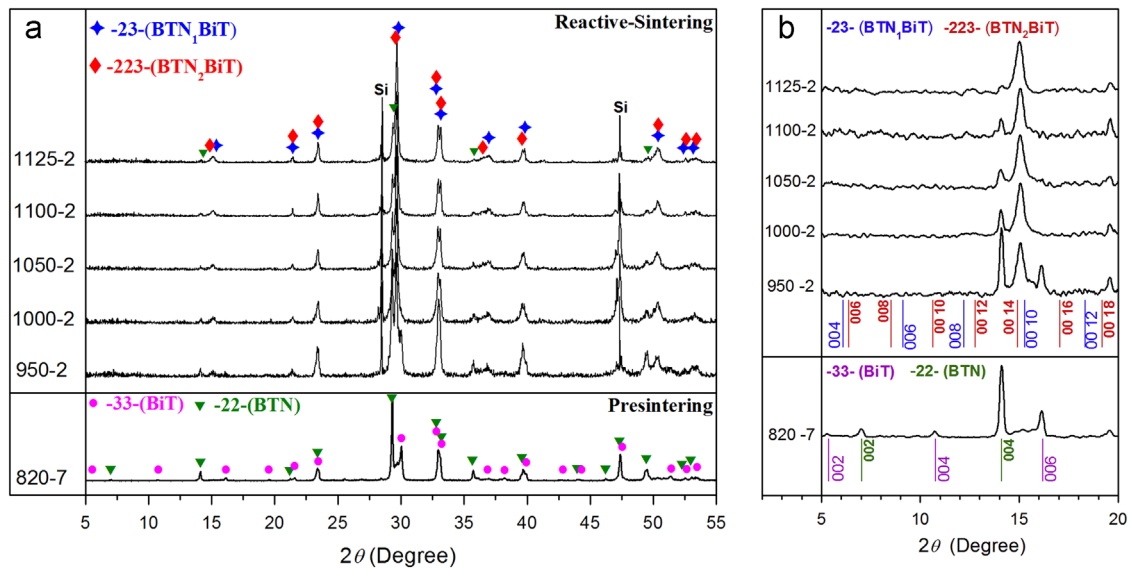 a
-23-(BTN1BiT)
Reactive-Sintering
-223-(BTN2BiT)
Si
Si
1125-2
1100-2
1050-2
1000-2
950-2
-33-(BiT)
-22-(BTN)
Presintering
820-7
5
10
15
20
25
30
35
40
45
50
55
2θ (Degree)
b
-23-(BTN1BiT)
-223-(BTN2BiT)
1125-2
1100-2
1050-2
1000-2
950 -2
004
006
008
006
00 10
008
00 12
00 14
00 10
00 16
00 12
00 18
-33- (BiT)
-22- (BTN)
820 -7
002
002
004
004
006
5
10
15
20
2θ (Degree)